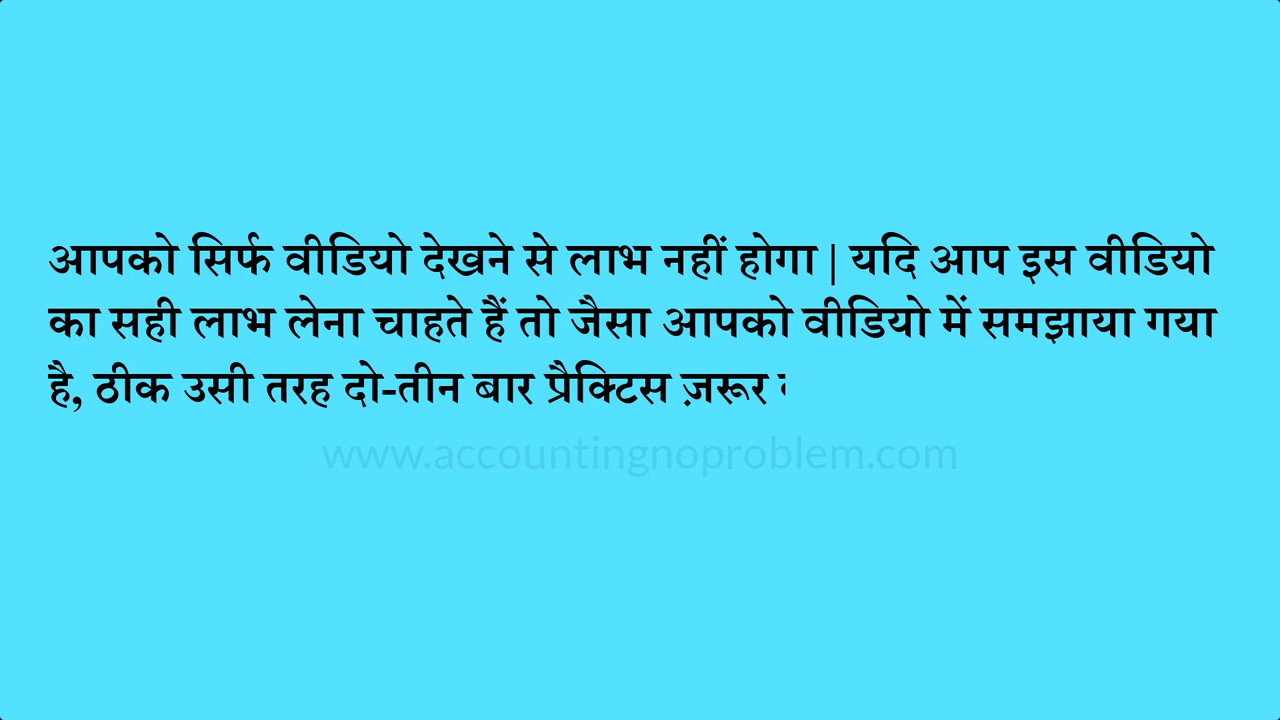 आपको सिर्फ वीडियो देखने से लाभ नहीं होगा | यदि आप इस वीडियो
का सही लाभ लेना चाहते हैं तो जैसा आपको वीडियो में समझाया गया
है, ठीक उसी तरह दो-तीन बार प्रैक्टिस ज़रूर
www.accountingnoproblem.com